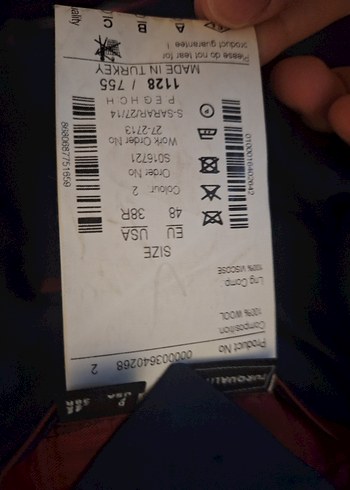 Product No 000003640268 2
Composition
100% WOOL
Lng Comp.
100% VISCOSE
SIZE
EU USA
48 38R
Colour 2
Order No
S016721
Work Order No
27-2713
S-SARAR/27/14
P E G H C H
1128 / 755
MADE IN TURKEY
Please do not tear for
product guarantee !
A
B